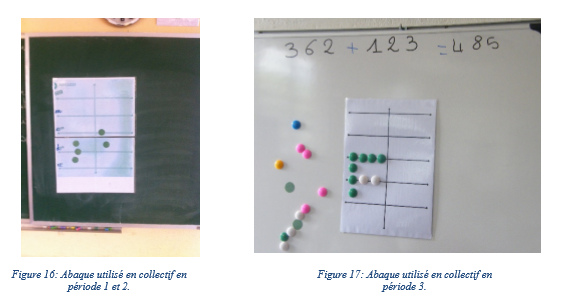 362 + 123 = 485
Figure 16: Abaque utilisé en collectif en
période 1 et 2.
Figure 17: Abaque utilisé en collectif en
période 3.